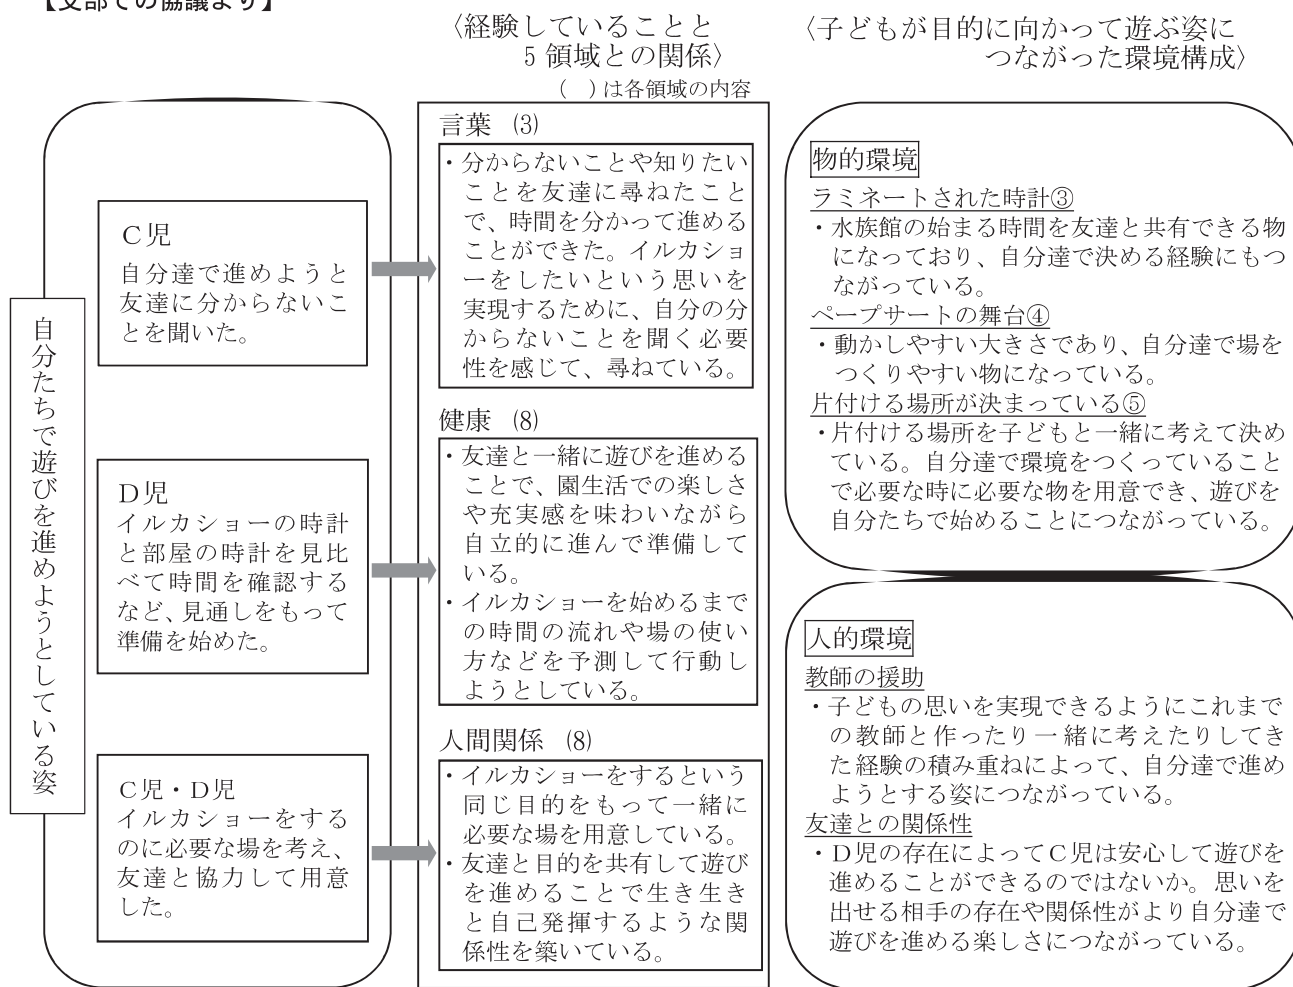 【支部での協議より】
〈経験していることと
5領域との関係〉
( )は各領域の内容
〈子どもが目的に向かって遊ぶ姿に
つながった環境構成〉
自分たちで遊びを進めようとしている姿
C児
自分達で進めようと
友達に分からないこ
とを聞いた。
D児
イルカショーの時計
と部屋の時計を見比
べて時間を確認する
など、見通しをもって
準備を始めた。
C児・D児
イルカショーをする
のに必要な場を考え、
友達と協力して用意
した。
言葉 (3)
・分からないことや知りたい
ことを友達に尋ねたこと
で、時間を分かって進める
ことができた。イルカショ
ーをしたいという思いを
実現するために、自分の分
からないことを聞く必要
性を感じて、尋ねている。
健康 (8)
・友達と一緒に遊びを進める
ことで、園生活での楽しさ
や充実感を味わいながら
自立的に進んで準備して
いる。
・イルカショーを始めるまで
の時間の流れや場の使い
方などを予測して行動し
ようとしている。
人間関係 (8)
・イルカショーをするという
同じ目的をもって一緒に
必要な場を用意している。
・友達と目的を共有して遊び
を進めることで生き生き
と自己発揮するような関
係性を築いている。
物的環境
ラミネートされた時計③
・水族館の始まる時間を友達と共有できる物
になっており、自分達で決める経験にもつ
ながっている。
ペープサートの舞台④
・動かしやすい大きさであり、自分達で場を
つくりやすい物になっている。
片付ける場所が決まっている⑤
・片付ける場所を子どもと一緒に考えて決め
ている。自分達で環境をつくっていること
で必要な時に必要な物を用意でき、遊びを
自分たちで始めることにつながっている。
人的環境
教師の援助
・子どもの思いを実現できるようにこれまで
の教師と作ったり一緒に考えたりしてき
た経験の積み重ねによって、自分達で進め
ようとする姿につながっている。
友達との関係性
・D児の存在によってC児は安心して遊びを
進めることができるのではないか。思いを
出せる相手の存在や関係性がより自分達で
遊びを進める楽しさにつながっている。